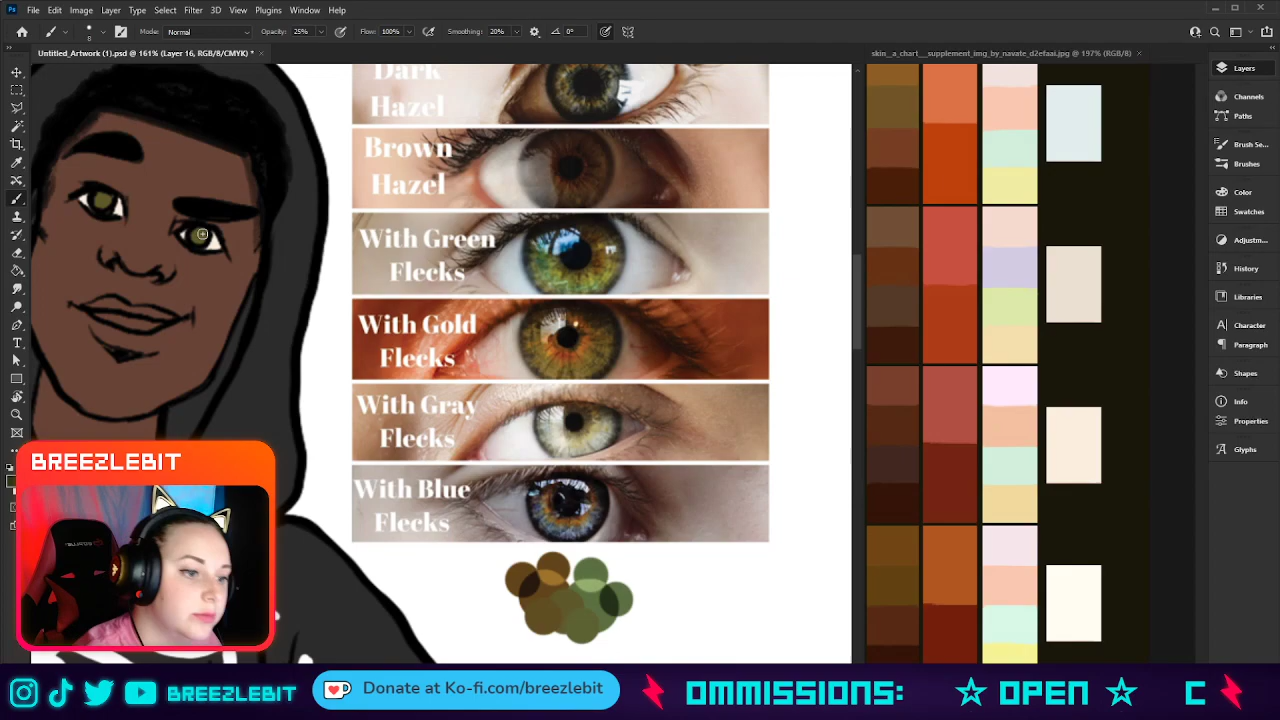 Ps File Edit Image Layer Type Select Filter 3D View Plugins Window Help
8 Mode: Normal Opacity: 25% Flow: 100% Smoothing: 20% 0°
Untitled_Artwork (1).psd @ 161% (Layer 16, RGB/8/CMYK) * ×
skin__a_chart__supplement_img_by_navate_d2efaal.jpg @ 197% (RGB/8) ×
Layers
Channels
Paths
Brush Se...
Brushes
Color
Swatches
Adjustm...
History
Libraries
Character
Paragraph
Shapes
Info
Properties
Glyphs
Dark
Hazel
Brown
Hazel
With Green
Flecks
With Gold
Flecks
With Gray
Flecks
With Blue
Flecks
BREEZLEBIT
BREEZLEBIT
Donate at Ko-fi.com/breezlebit
OMMISSIONS: ☆ OPEN ☆ C